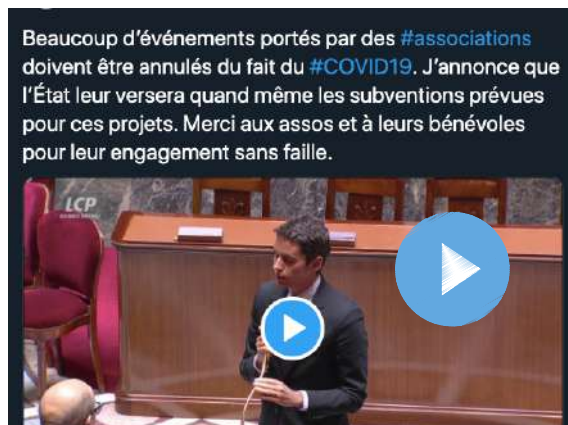 Beaucoup d'événements portés par des #associations
doivent être annulés du fait du #COVID19. J'annonce que
l'État leur versera quand même les subventions prévues
pour ces projets. Merci aux assos et à leurs bénévoles
pour leur engagement sans faille.
LCP